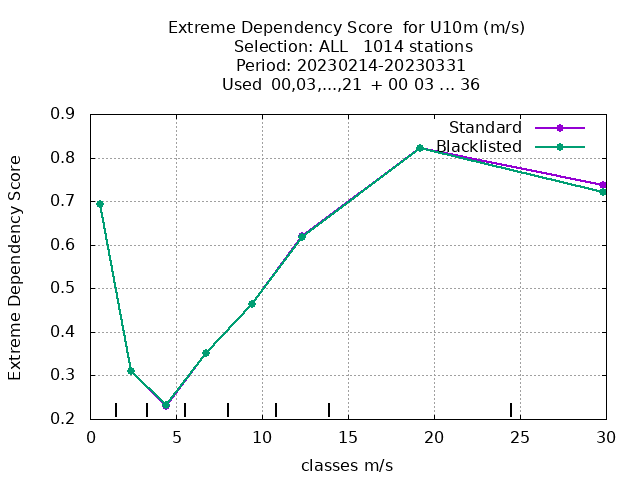 Extreme Dependency Score  for U10m (m/s)
Selection: ALL   1014 stations
Period: 20230214-20230331
Used  00,03,...,21  + 00 03 ... 36
Standard
Blacklisted
Extreme Dependency Score
0.9
0.8
0.7
0.6
0.5
0.4
0.3
0.2
0 5 10 15 20 25 30
classes m/s